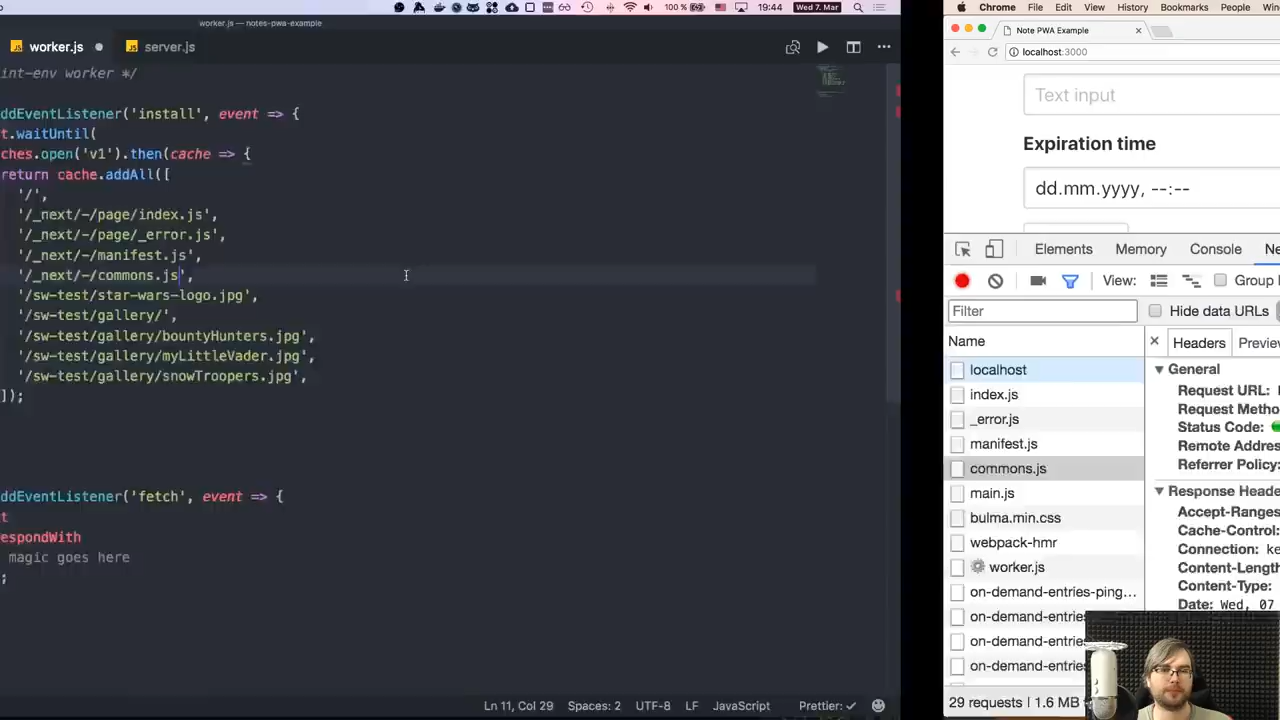 Wed 7. Mar
19:44
100 %
Chrome File Edit View History Bookmarks People
worker.js — notes-pwa-example
worker.js
server.js
Note PWA Example
localhost:3000
int-env worker */
ddEventListener('install', event => {
t.waitUntil(
ches.open('v1').then(cache => {
return cache.addAll([
'/',
'/_next/-/page/index.js',
'/_next/-/page/_error.js',
'/_next/-/manifest.js',
'/_next/-/commons.js',
'/sw-test/star-wars-logo.jpg',
'/sw-test/gallery/',
'/sw-test/gallery/bountyHunters.jpg',
'/sw-test/gallery/myLittleVader.jpg',
'/sw-test/gallery/snowTroopers.jpg',
]);
ddEventListener('fetch', event => {
t
espondWith
magic goes here
;
Ln 11, Col 29 Spaces: 2 UTF-8 LF JavaScript Prettier: ✓
Text input
Expiration time
dd.mm.yyyy, --:--
Elements Memory Console Ne
View: Group
Filter
Hide data URLs
Name
localhost
index.js
_error.js
manifest.js
commons.js
main.js
bulma.min.css
webpack-hmr
worker.js
on-demand-entries-ping...
on-demand-entries-
on-demand-entries-
on-demand-entries-
29 requests | 1.6 MB
Headers Preview
General
Request URL:
Request Metho
Status Code:
Remote Addres
Referrer Policy:
Response Heade
Accept-Ranges
Cache-Control:
Connection: ke
Content-Length
Content-Type:
Date: Wed, 07